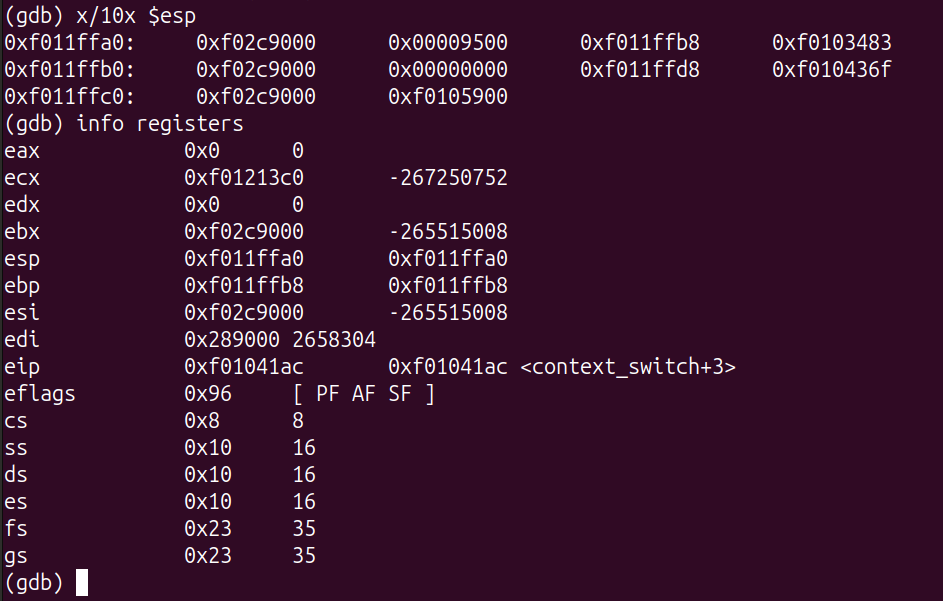 (gdb) x/10x $esp
0xf011ffa0: 0xf02c9000 0x00009500 0xf011ffb8 0xf0103483
0xf011ffb0: 0xf02c9000 0x00000000 0xf011ffd8 0xf010436f
0xf011ffc0: 0xf02c9000 0xf0105900
(gdb) info registers
eax 0x0 0
ecx 0xf01213c0 -267250752
edx 0x0 0
ebx 0xf02c9000 -265515008
esp 0xf011ffa0 0xf011ffa0
ebp 0xf011ffb8 0xf011ffb8
esi 0xf02c9000 -265515008
edi 0x289000 2658304
eip 0xf01041ac 0xf01041ac <context_switch+3>
eflags 0x96 [ PF AF SF ]
cs 0x8 8
ss 0x10 16
ds 0x10 16
es 0x10 16
fs 0x23 35
gs 0x23 35
(gdb)